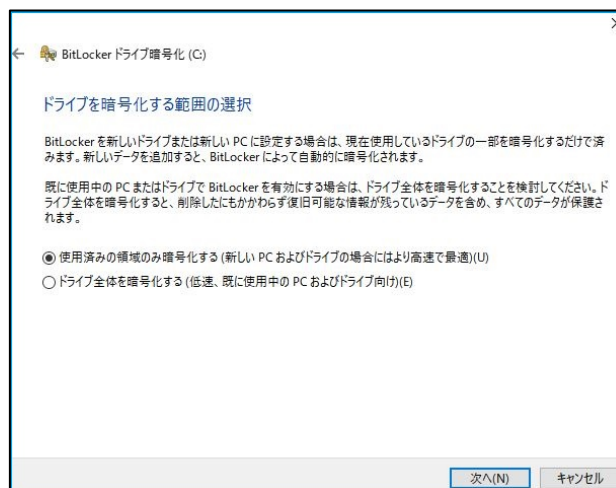 BitLocker ドライブ暗号化 (C:)
ドライブを暗号化する範囲の選択
BitLocker を新しいドライブまたは新しい PC に設定する場合は、現在使用しているドライブの一部を暗号化するだけで済
みます。新しいデータを追加すると、BitLocker によって自動的に暗号化されます。
既に使用中の PC またはドライブで BitLocker を有効にする場合は、ドライブ全体を暗号化することを検討してください。ド
ライブ全体を暗号化すると、削除したにもかかわらず復旧可能な情報が残っているデータを含め、すべてのデータが保護さ
れます。
使用済みの領域のみ暗号化する (新しい PC およびドライブの場合にはより高速で最適)(U)
ドライブ全体を暗号化する (低速、既に使用中の PC およびドライブ向け)(E)
次へ(N) キャンセル